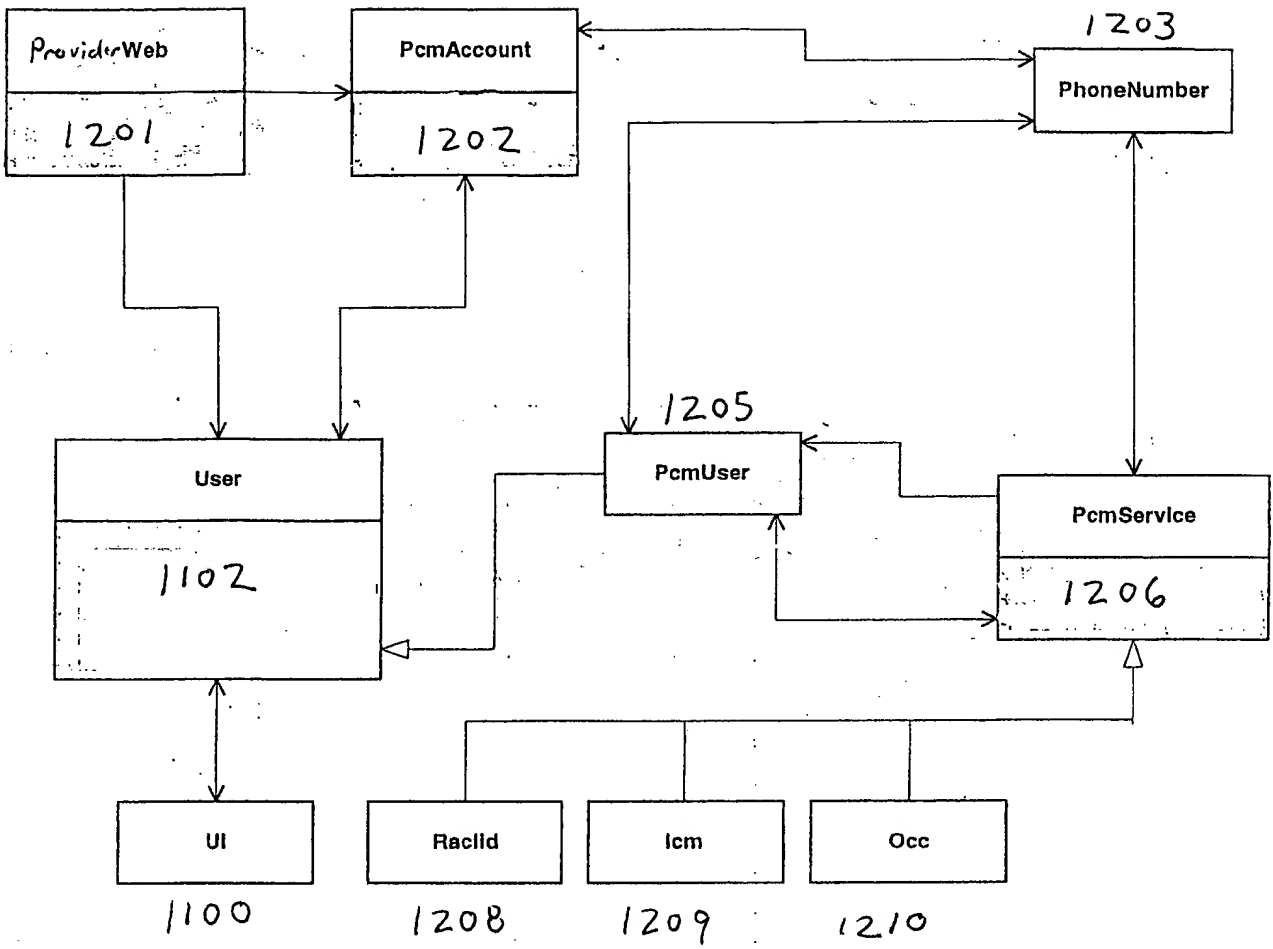 1203
ProviderWeb
PcmAccount
PhoneNumber
1201
1202
1205
User
PcmUser
PcmService
1102
1206
UI
Raclid
Icm
Occ
1100
1208
1209
1210